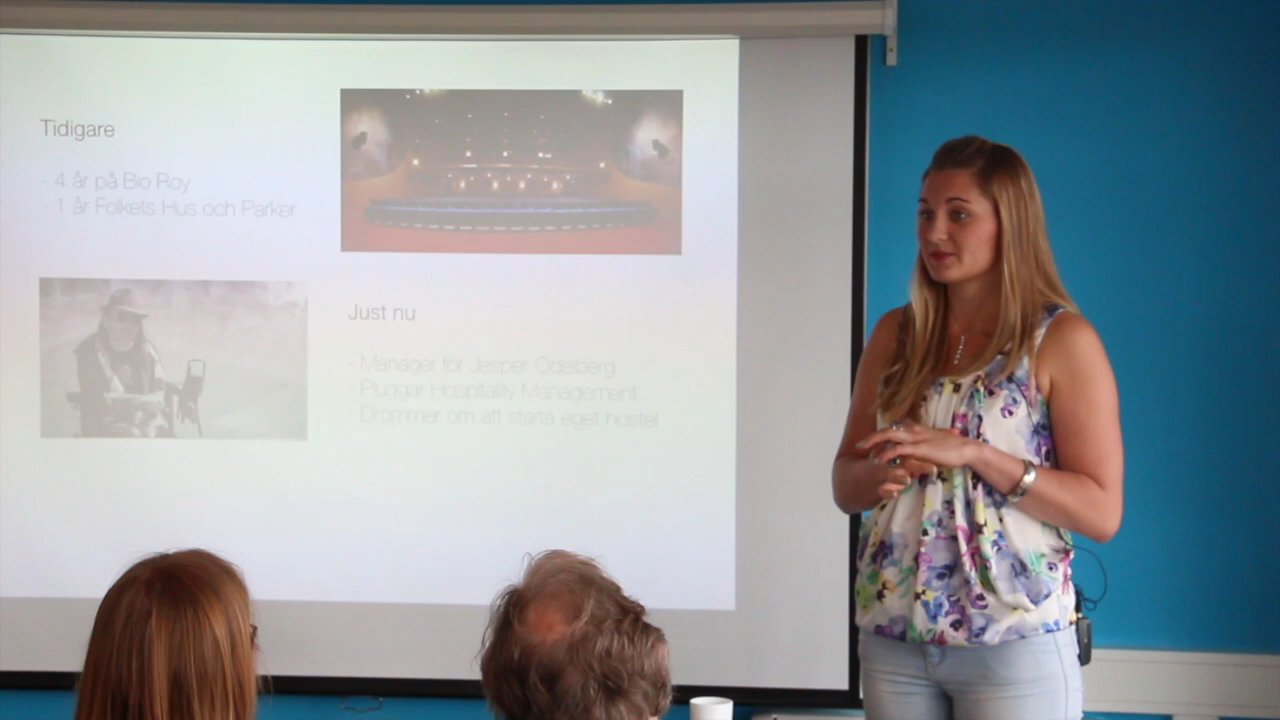 Tidigare
- 4 år på Bio Roy
- 1 år Folkets Hus och Parker
Just nu
- Manager för Jesper Odelberg
- Pluggar Hospitality Management
Drömmer om att starta eget hostel